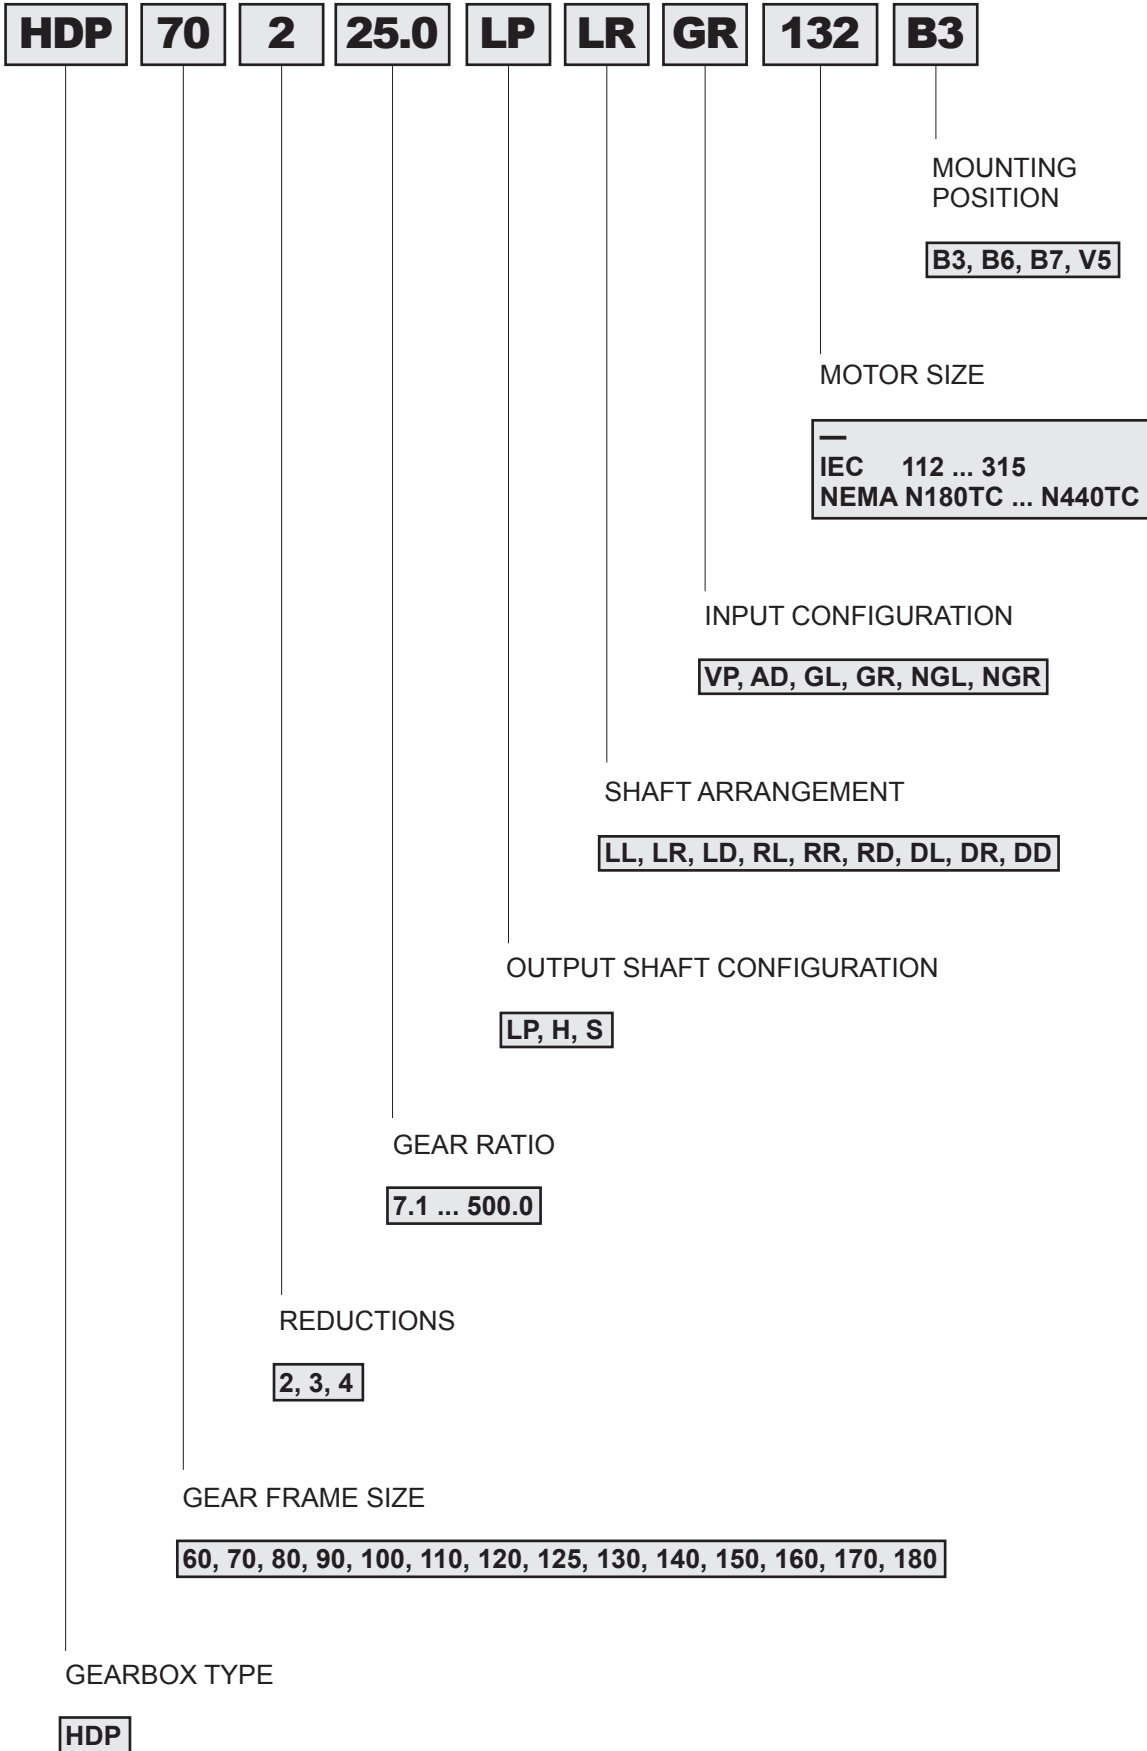 HDP 70 2 25.0 LP LR GR 132 B3
MOUNTING
POSITION
B3, B6, B7, V5
MOTOR SIZE
—
IEC 112 ... 315
NEMA N180TC ... N440TC
INPUT CONFIGURATION
VP, AD, GL, GR, NGL, NGR
SHAFT ARRANGEMENT
LL, LR, LD, RL, RR, RD, DL, DR, DD
OUTPUT SHAFT CONFIGURATION
LP, H, S
GEAR RATIO
7.1 ... 500.0
REDUCTIONS
2, 3, 4
GEAR FRAME SIZE
60, 70, 80, 90, 100, 110, 120, 125, 130, 140, 150, 160, 170, 180
GEARBOX TYPE
HDP